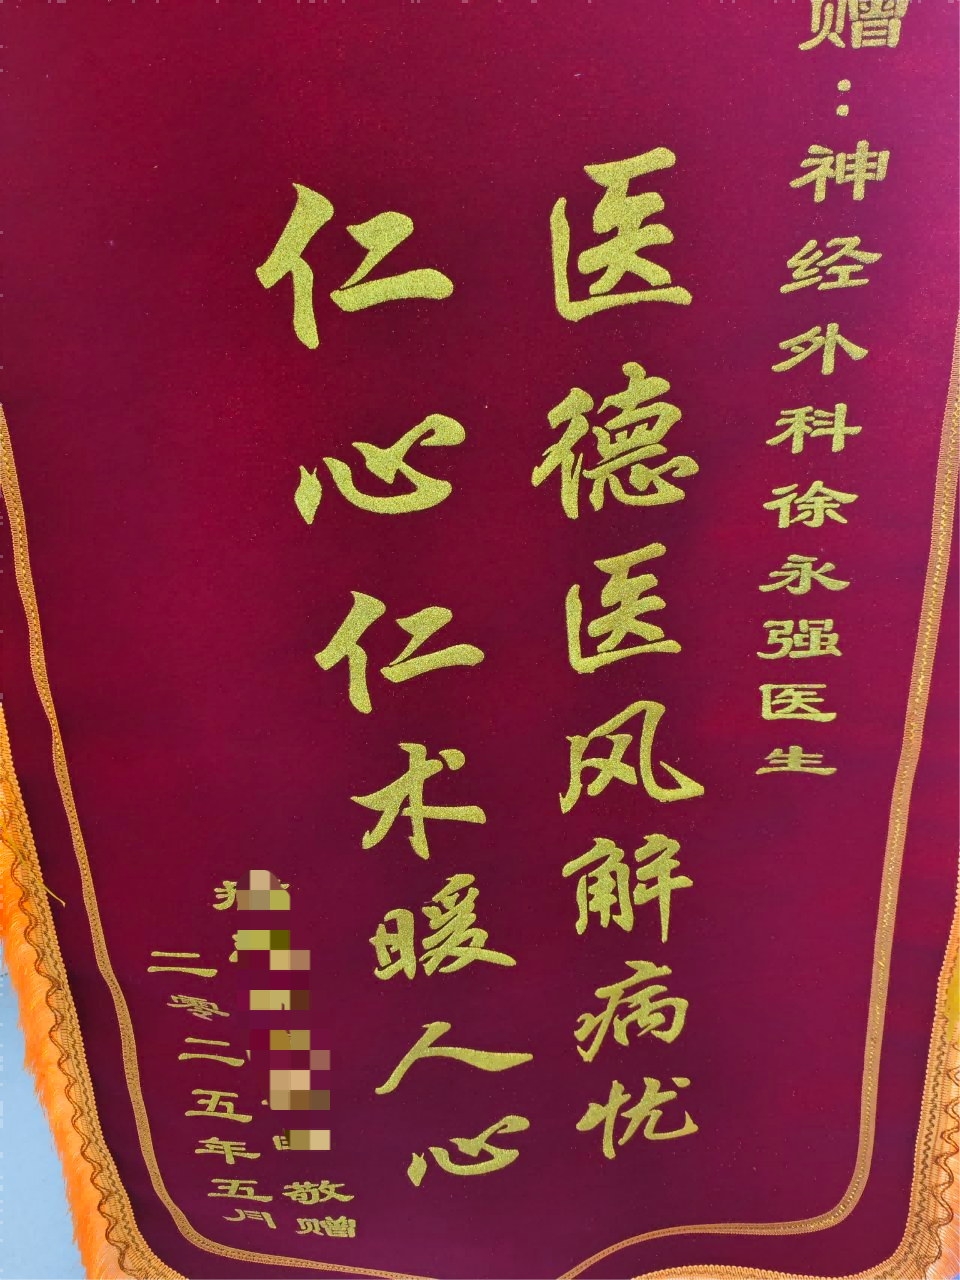 赠：神经外科徐永强医生
医德医风解病忧
仁心仁术暖人心
敬赠
二零二五年五月